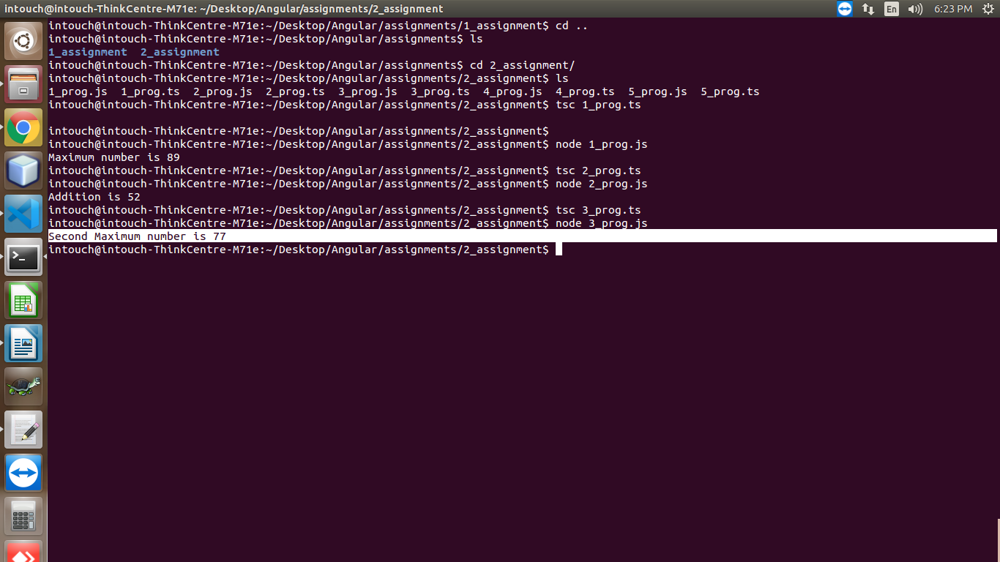 intouch@intouch-ThinkCentre-M71e: ~/Desktop/Angular/assignments/2_assignment
En
6:23 PM
intouch@intouch-ThinkCentre-M71e:~/Desktop/Angular/assignments/1_assignment$ cd ..
intouch@intouch-ThinkCentre-M71e:~/Desktop/Angular/assignments$ ls
1_assignment  2_assignment
intouch@intouch-ThinkCentre-M71e:~/Desktop/Angular/assignments$ cd 2_assignment/
intouch@intouch-ThinkCentre-M71e:~/Desktop/Angular/assignments/2_assignment$ ls
1_prog.js  1_prog.ts  2_prog.js  2_prog.ts  3_prog.js  3_prog.ts  4_prog.js  4_prog.ts  5_prog.js  5_prog.ts
intouch@intouch-ThinkCentre-M71e:~/Desktop/Angular/assignments/2_assignment$ tsc 1_prog.ts
intouch@intouch-ThinkCentre-M71e:~/Desktop/Angular/assignments/2_assignment$
intouch@intouch-ThinkCentre-M71e:~/Desktop/Angular/assignments/2_assignment$ node 1_prog.js
Maximum number is 89
intouch@intouch-ThinkCentre-M71e:~/Desktop/Angular/assignments/2_assignment$ tsc 2_prog.ts
intouch@intouch-ThinkCentre-M71e:~/Desktop/Angular/assignments/2_assignment$ node 2_prog.js
Addition is 52
intouch@intouch-ThinkCentre-M71e:~/Desktop/Angular/assignments/2_assignment$ tsc 3_prog.ts
intouch@intouch-ThinkCentre-M71e:~/Desktop/Angular/assignments/2_assignment$ node 3_prog.js
Second Maximum number is 77
intouch@intouch-ThinkCentre-M71e:~/Desktop/Angular/assignments/2_assignment$